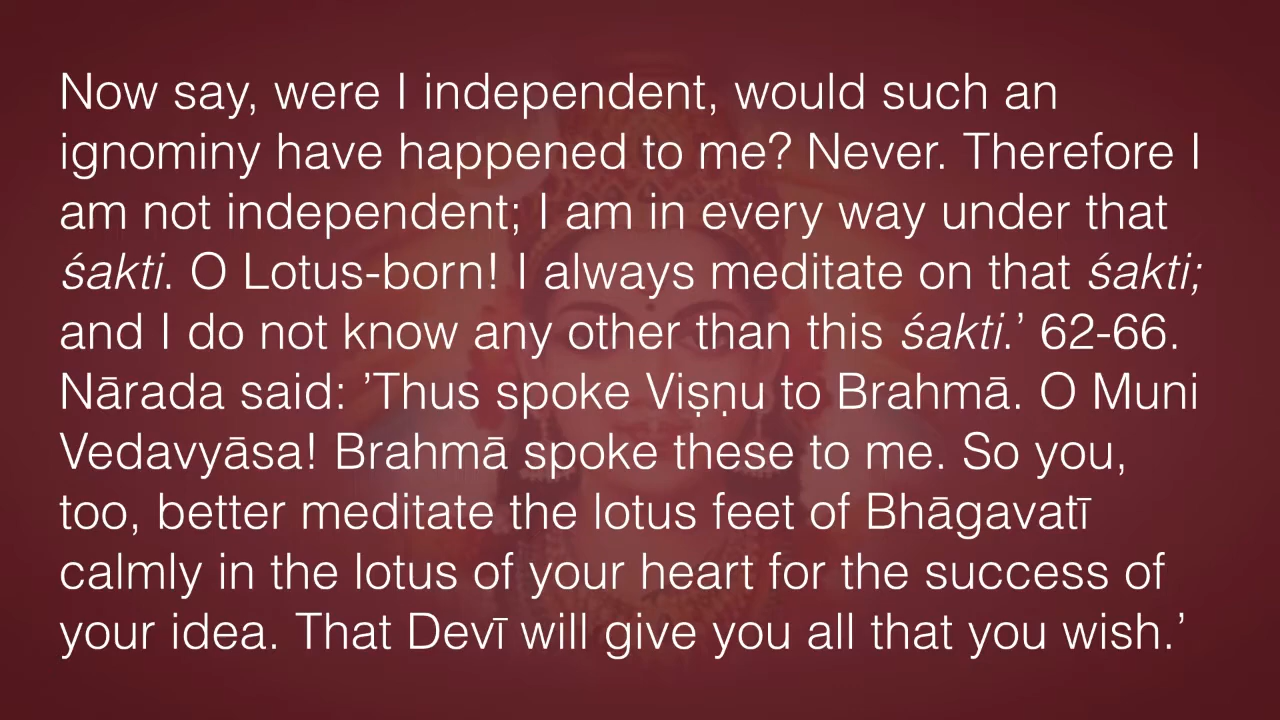 Now say, were I independent, would such an
ignominy have happened to me? Never. Therefore I
am not independent; I am in every way under that
śakti. O Lotus-born! I always meditate on that śakti;
and I do not know any other than this śakti.’ 62-66.
Nārada said: ’Thus spoke Viṣṇu to Brahmā. O Muni
Vedavyāsa! Brahmā spoke these to me. So you,
too, better meditate the lotus feet of Bhāgavatī
calmly in the lotus of your heart for the success of
your idea. That Devī will give you all that you wish.’